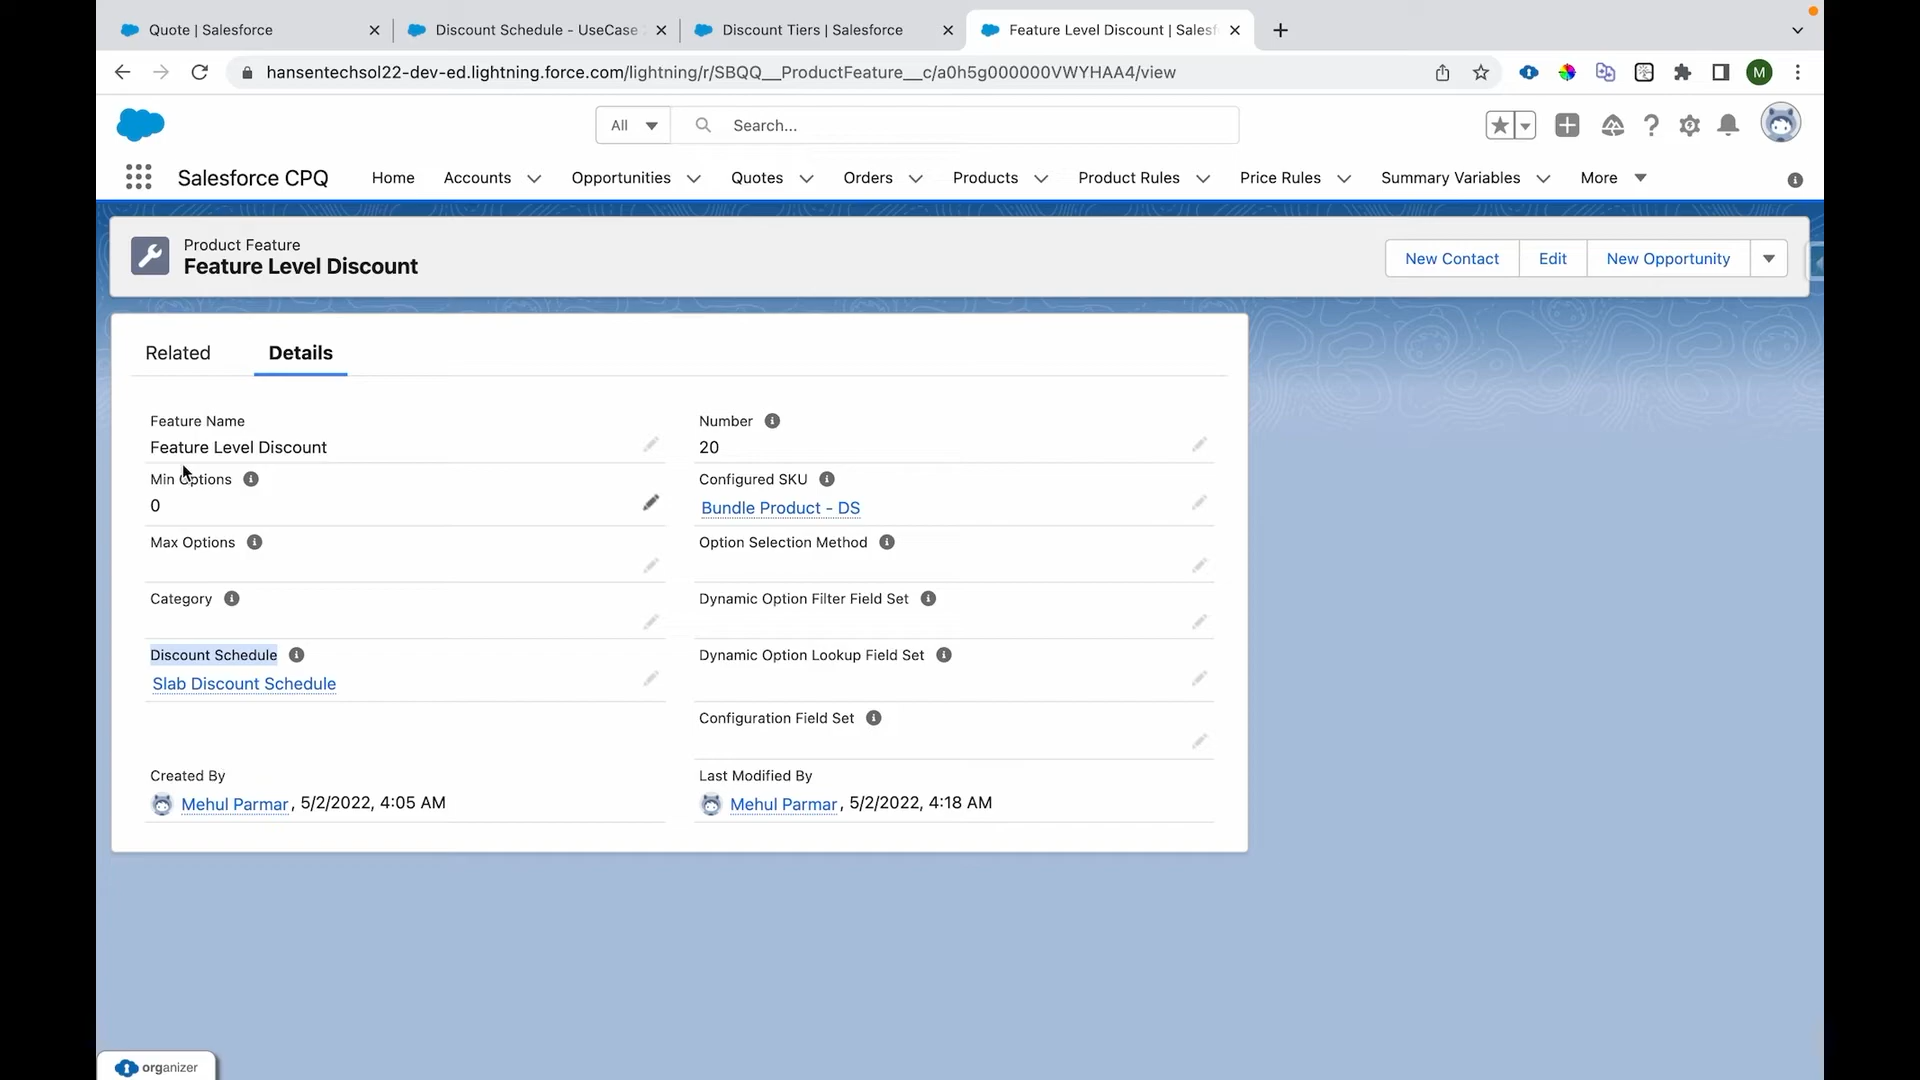 Quote | Salesforce
Discount Schedule - UseCase
Discount Tiers | Salesforce
Feature Level Discount | Salesf
hansentechsol22-dev-ed.lightning.force.com/lightning/r/SBQQ__ProductFeature__c/a0h5g000000VWYHAA4/view
M
All
Search...
Salesforce CPQ
Home
Accounts
Opportunities
Quotes
Orders
Products
Product Rules
Price Rules
Summary Variables
More
Product Feature
Feature Level Discount
New Contact
Edit
New Opportunity
Related
Details
Feature Name
Feature Level Discount
Number
20
Min Options
0
Configured SKU
Bundle Product - DS
Max Options
Option Selection Method
Category
Dynamic Option Filter Field Set
Discount Schedule
Slab Discount Schedule
Dynamic Option Lookup Field Set
Configuration Field Set
Created By
Mehul Parmar, 5/2/2022, 4:05 AM
Last Modified By
Mehul Parmar, 5/2/2022, 4:18 AM
organizer